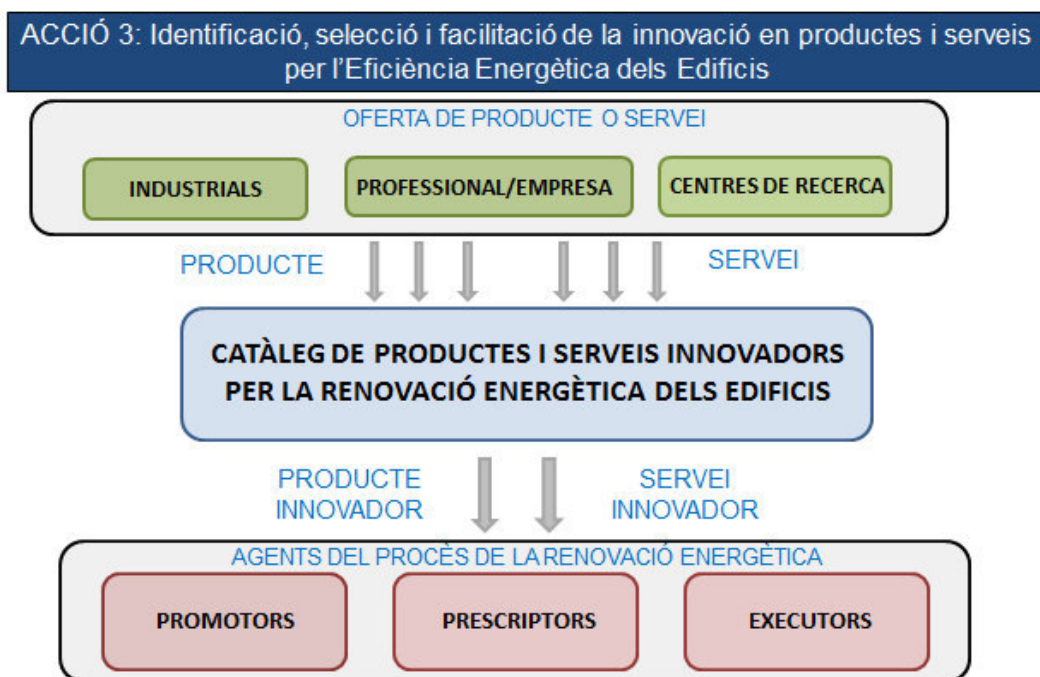 ACCIÓ 3: Identificació, selecció i facilitació de la innovació en productes i serveis
per l'Eficiència Energètica dels Edificis
OFERTA DE PRODUCTE O SERVEI
INDUSTRIALS
PROFESSIONAL/EMPRESA
CENTRES DE RECERCA
PRODUCTE
SERVEI
CATÀLEG DE PRODUCTES I SERVEIS INNOVADORS
PER LA RENOVACIÓ ENERGÈTICA DELS EDIFICIS
PRODUCTE
INNOVADOR
SERVEI
INNOVADOR
AGENTS DEL PROCÈS DE LA RENOVACIÓ ENERGÈTICA
PROMOTORS
PRESCRIPTORS
EXECUTORS